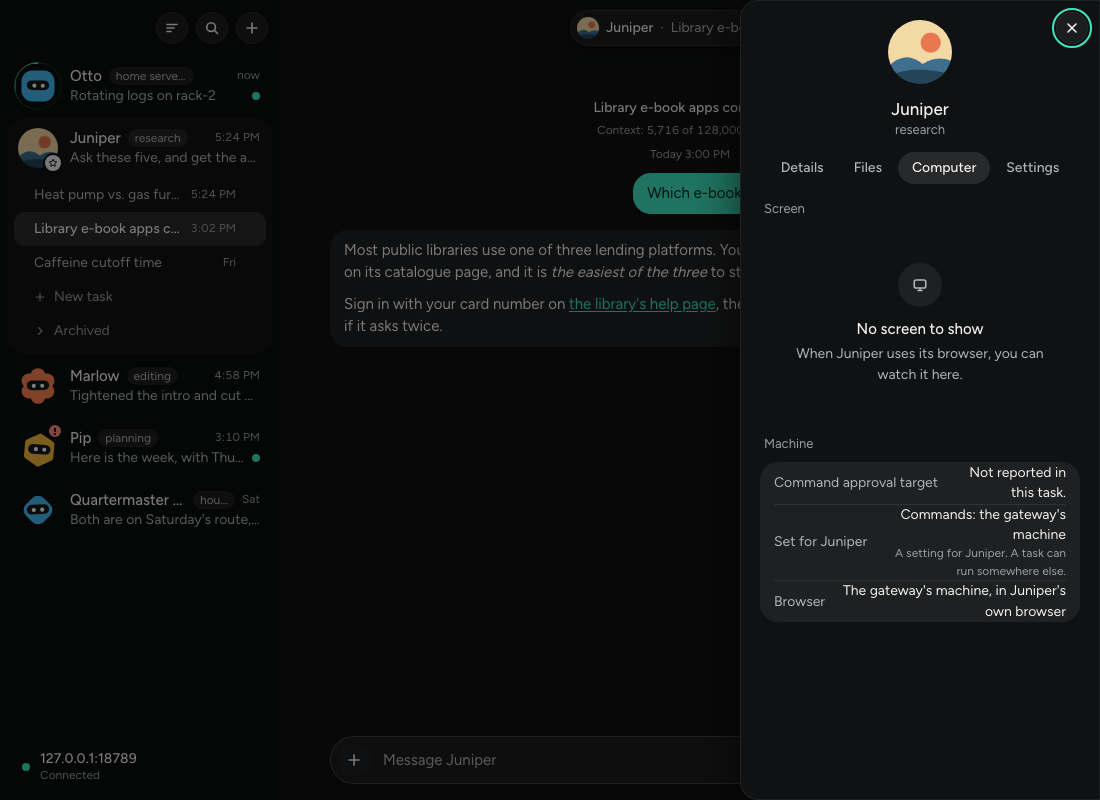 Otto home serve... now
Rotating logs on rack-2
Juniper research 5:24 PM
Ask these five, and get the a...
Heat pump vs. gas fur... 5:24 PM
Library e-book apps c... 3:02 PM
Caffeine cutoff time Fri
New task
Archived
Marlow editing 4:58 PM
Tightened the intro and cut ...
Pip planning 3:10 PM
Here is the week, with Thu...
Quartermaster ... hou... Sat
Both are on Saturday's route,...
127.0.0.1:18789
Connected
Juniper · Library e-b
Library e-book apps co
Context: 5,716 of 128,000
Today 3:00 PM
Which e-book
Most public libraries use one of three lending platforms. You
on its catalogue page, and it is the easiest of the three to st
Sign in with your card number on the library's help page, the
if it asks twice.
Message Juniper
Juniper
research
Details Files Computer Settings
Screen
No screen to show
When Juniper uses its browser, you can
watch it here.
Machine
Command approval target Not reported in
this task.
Set for Juniper Commands: the gateway's
machine
A setting for Juniper. A task can
run somewhere else.
Browser The gateway's machine, in Juniper's
own browser